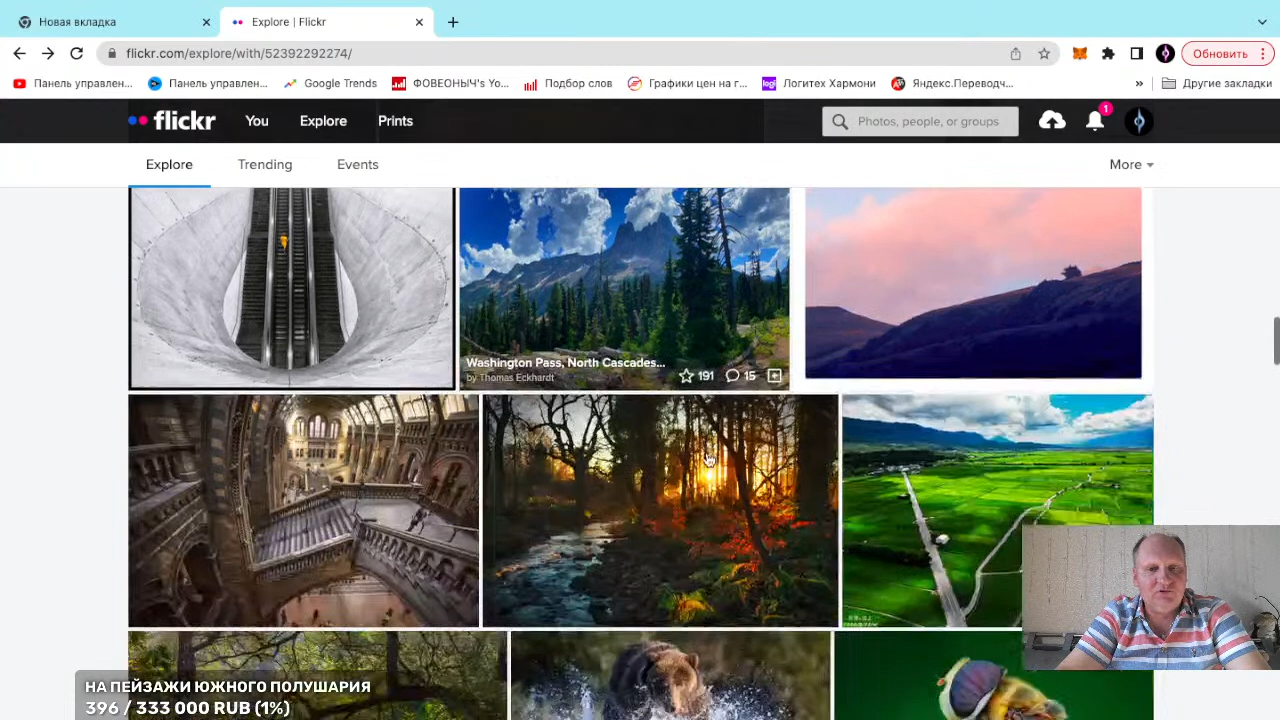 Новая вкладка
Explore | Flickr
flickr.com/explore/with/52392292274/
Обновить
Панель управлен...
Панель управлен...
Google Trends
ФОВЕОНЫЧ's Yo...
Подбор слов
Графики цен на г...
Логитех Хармони
Яндекс.Переводч...
»
Другие закладки
flickr
You
Explore
Prints
Photos, people, or groups
1
Explore
Trending
Events
More
Washington Pass, North Cascades...
by Thomas Eckhardt
191
15
НА ПЕЙЗАЖИ ЮЖНОГО ПОЛУШАРИЯ
396 / 333 000 RUB (1%)